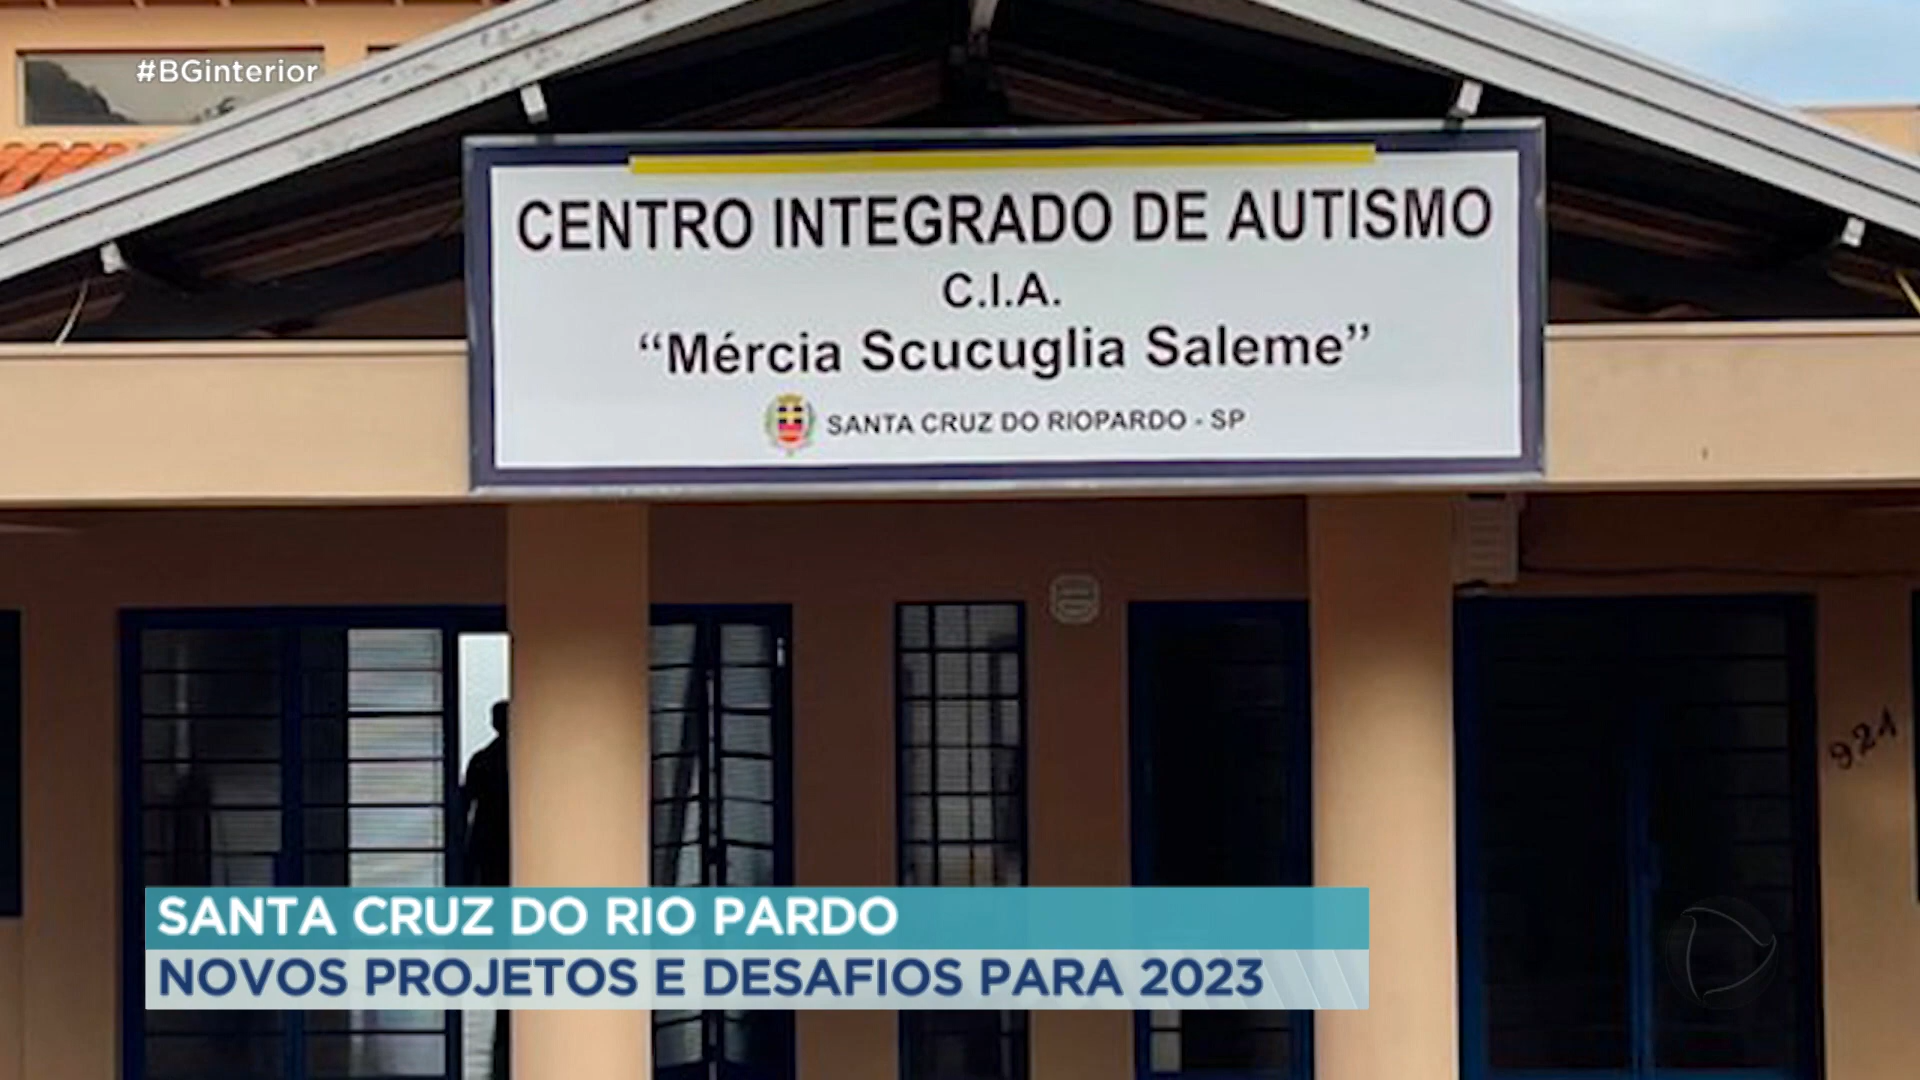 #BGinterior
CENTRO INTEGRADO DE AUTISMO
C.I.A.
“Mércia Scucuglia Saleme”
SANTA CRUZ DO RIOPARDO - SP
921
SANTA CRUZ DO RIO PARDO
NOVOS PROJETOS E DESAFIOS PARA 2023